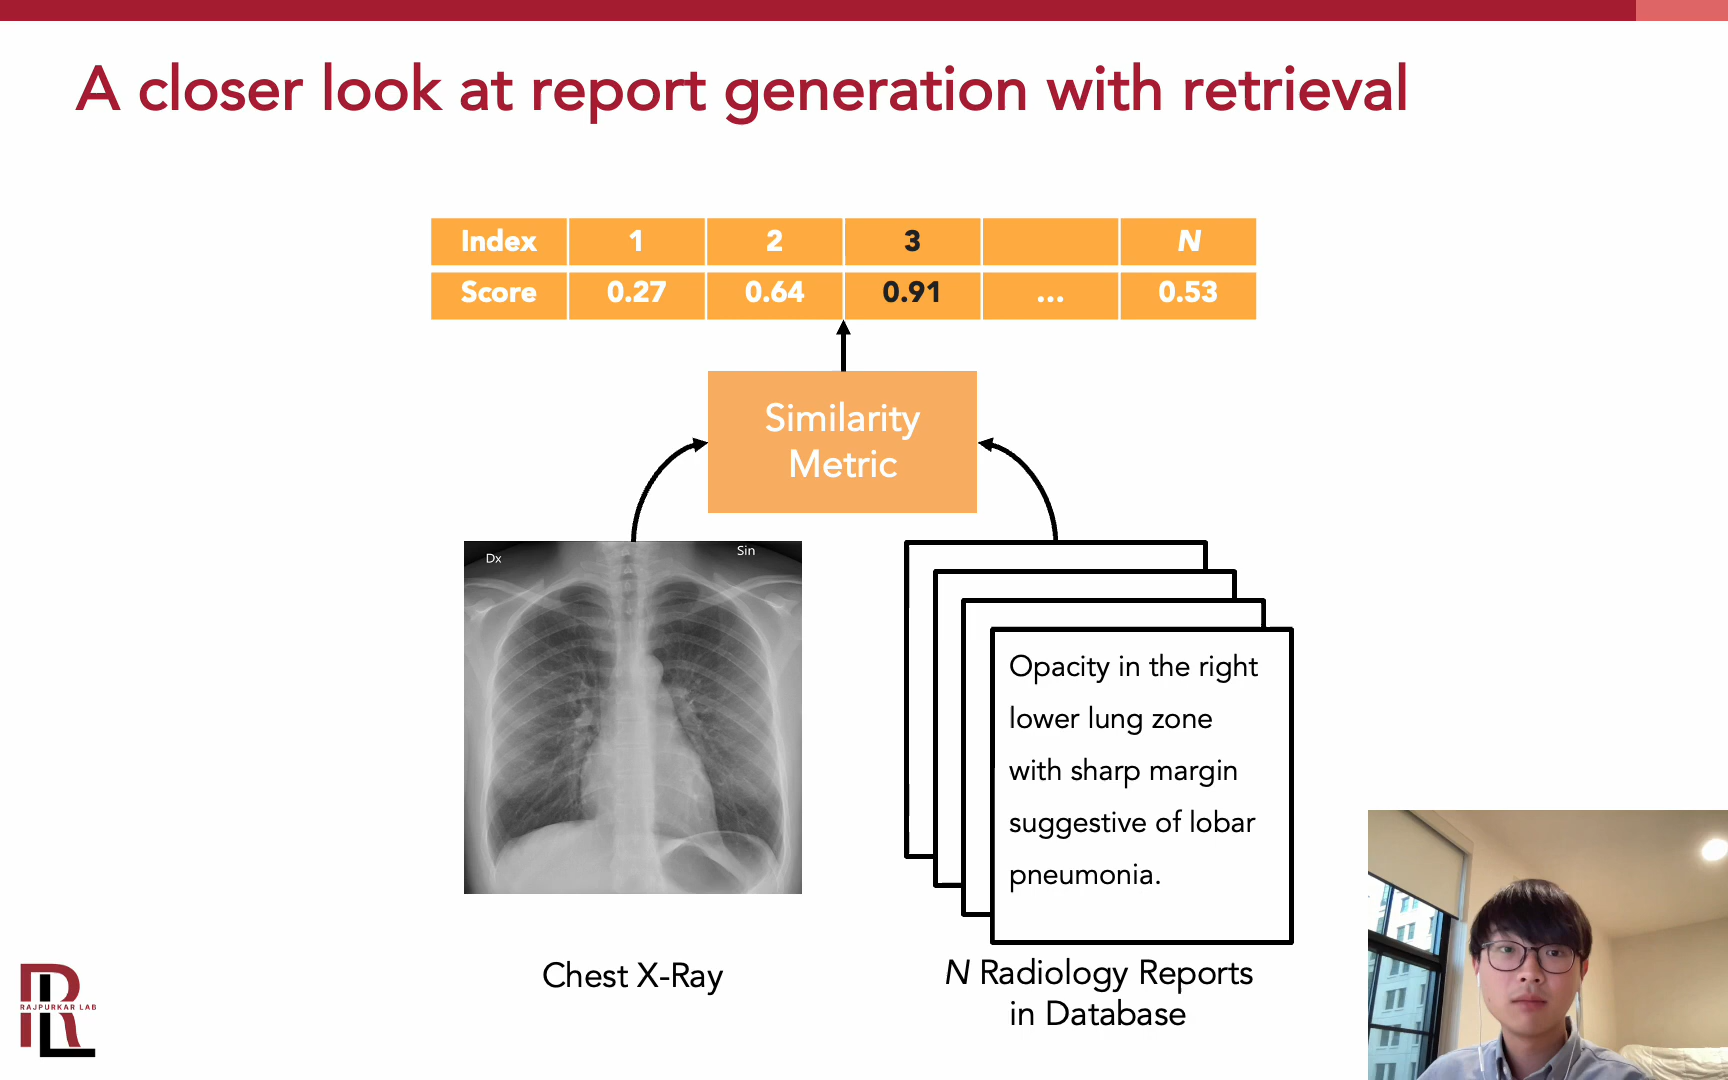 A closer look at report generation with retrieval
Index 1 2 3 N
Score 0.27 0.64 0.91 ... 0.53
Similarity
Metric
Dx
Sin
Opacity in the right
lower lung zone
with sharp margin
suggestive of lobar
pneumonia.
Chest X-Ray
N Radiology Reports
in Database
RL
RAJPURKAR LAB